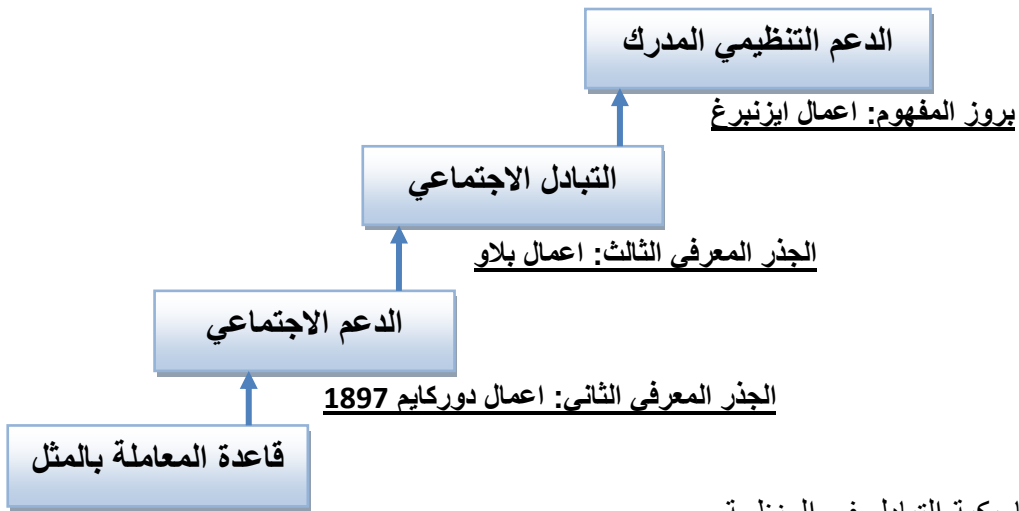 الدعم التنظيمي المدرك
بروز المفهوم: اعمال ايزنبرغ
التبادل الاجتماعي
الجذر المعرفي الثالث: اعمال بلاو
الدعم الاجتماعي
الجذر المعرفي الثاني: اعمال دوركايم 1897
قاعدة المعاملة بالمثل